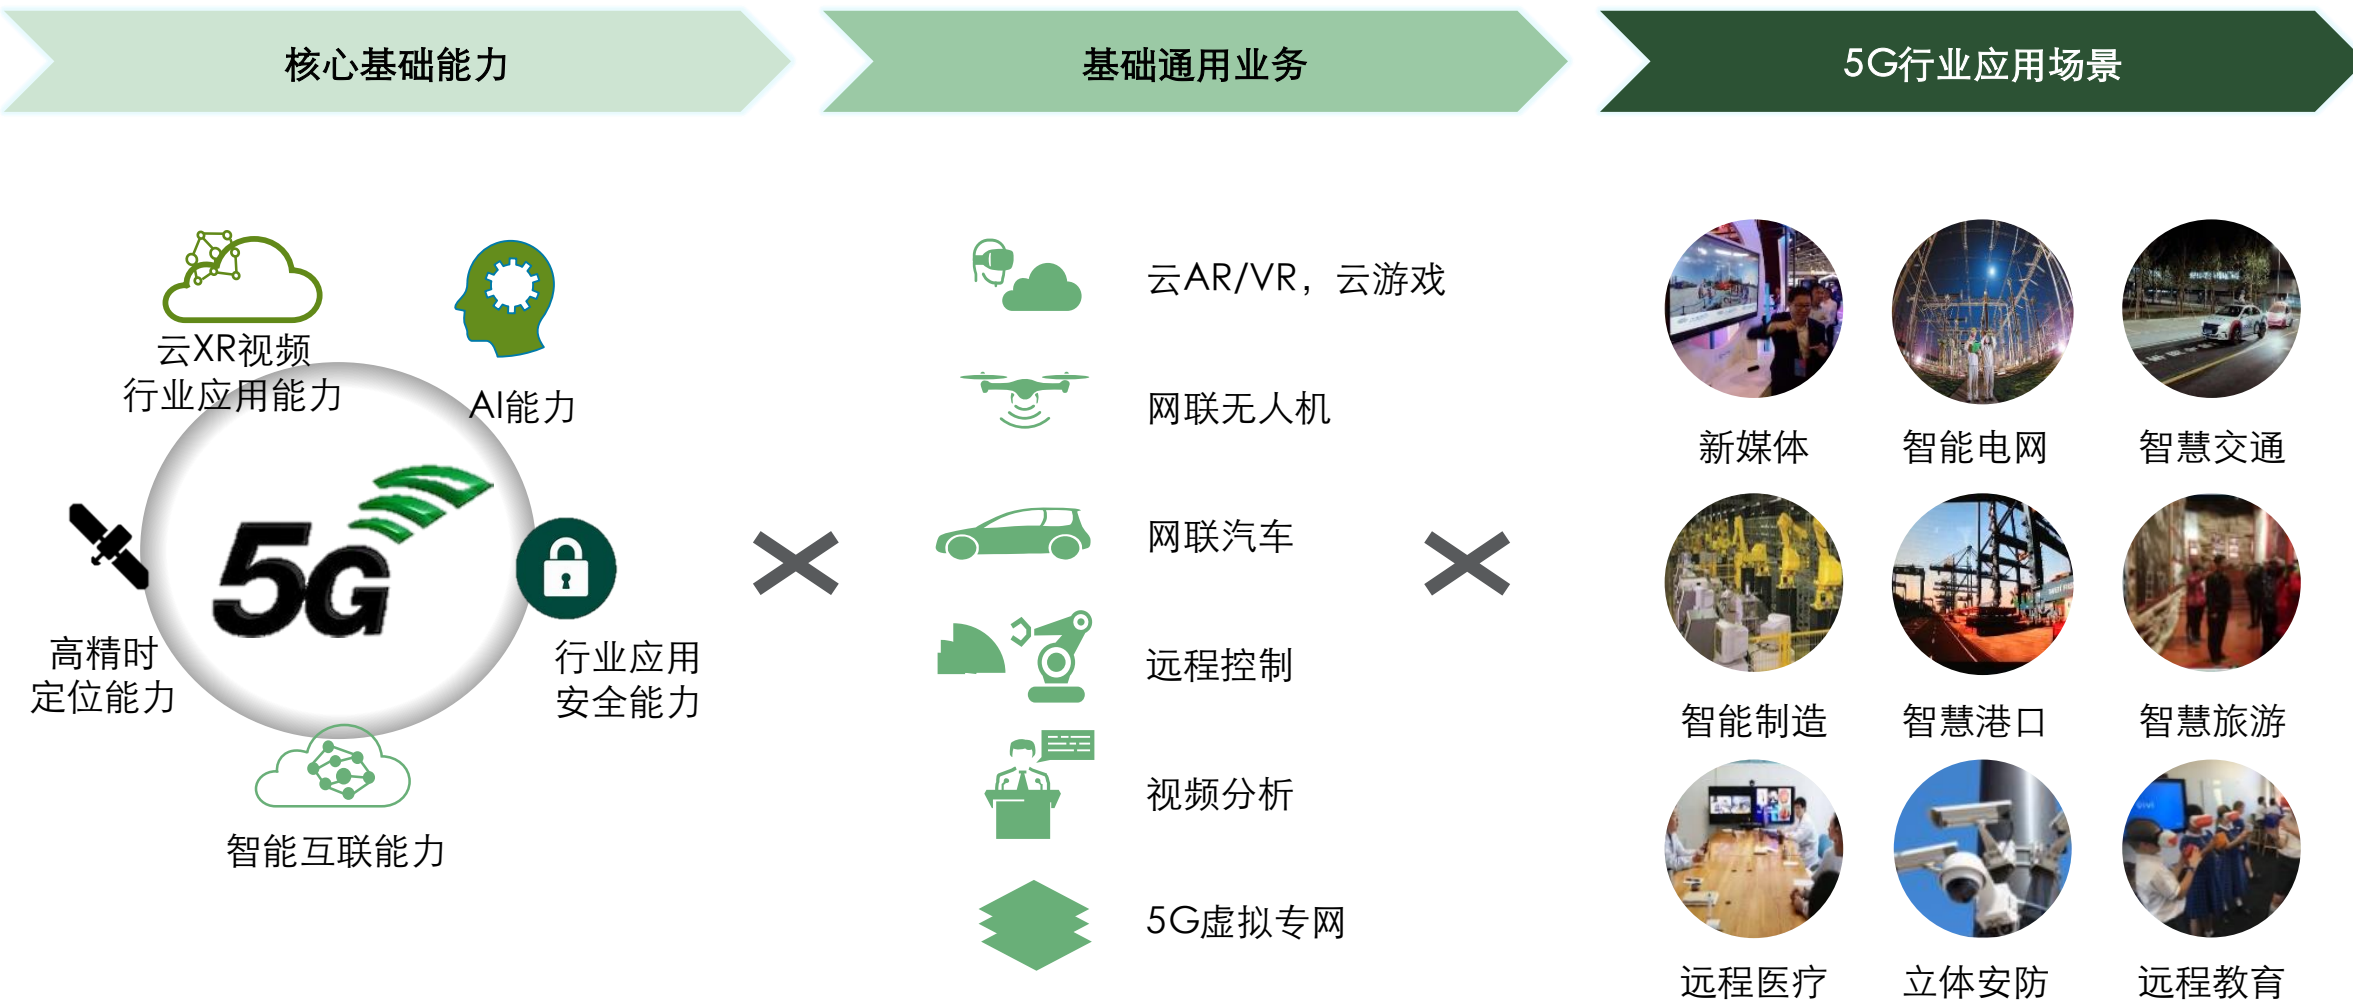 核心基础能力
基础通用业务
5G行业应用场景
云XR视频
行业应用能力
AI能力
5G
高精时
定位能力
行业应用
安全能力
智能互联能力
云AR/VR，云游戏
网联无人机
网联汽车
远程控制
视频分析
5G虚拟专网
新媒体
智能电网
智慧交通
智能制造
智慧港口
智慧旅游
远程医疗
立体安防
远程教育